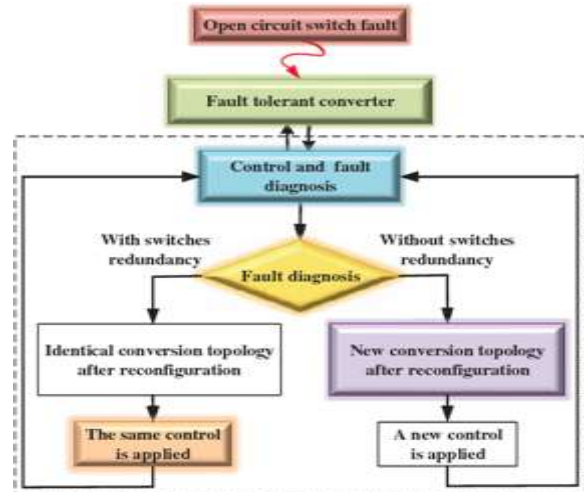 Open circuit switch fault
Fault tolerant converter
Control and fault
diagnosis
With switches
redundancy
Without switches
redundancy
Fault diagnosis
Identical conversion topology
after reconfiguration
New conversion topology
after reconfiguration
The same control
is applied
A new control
is applied